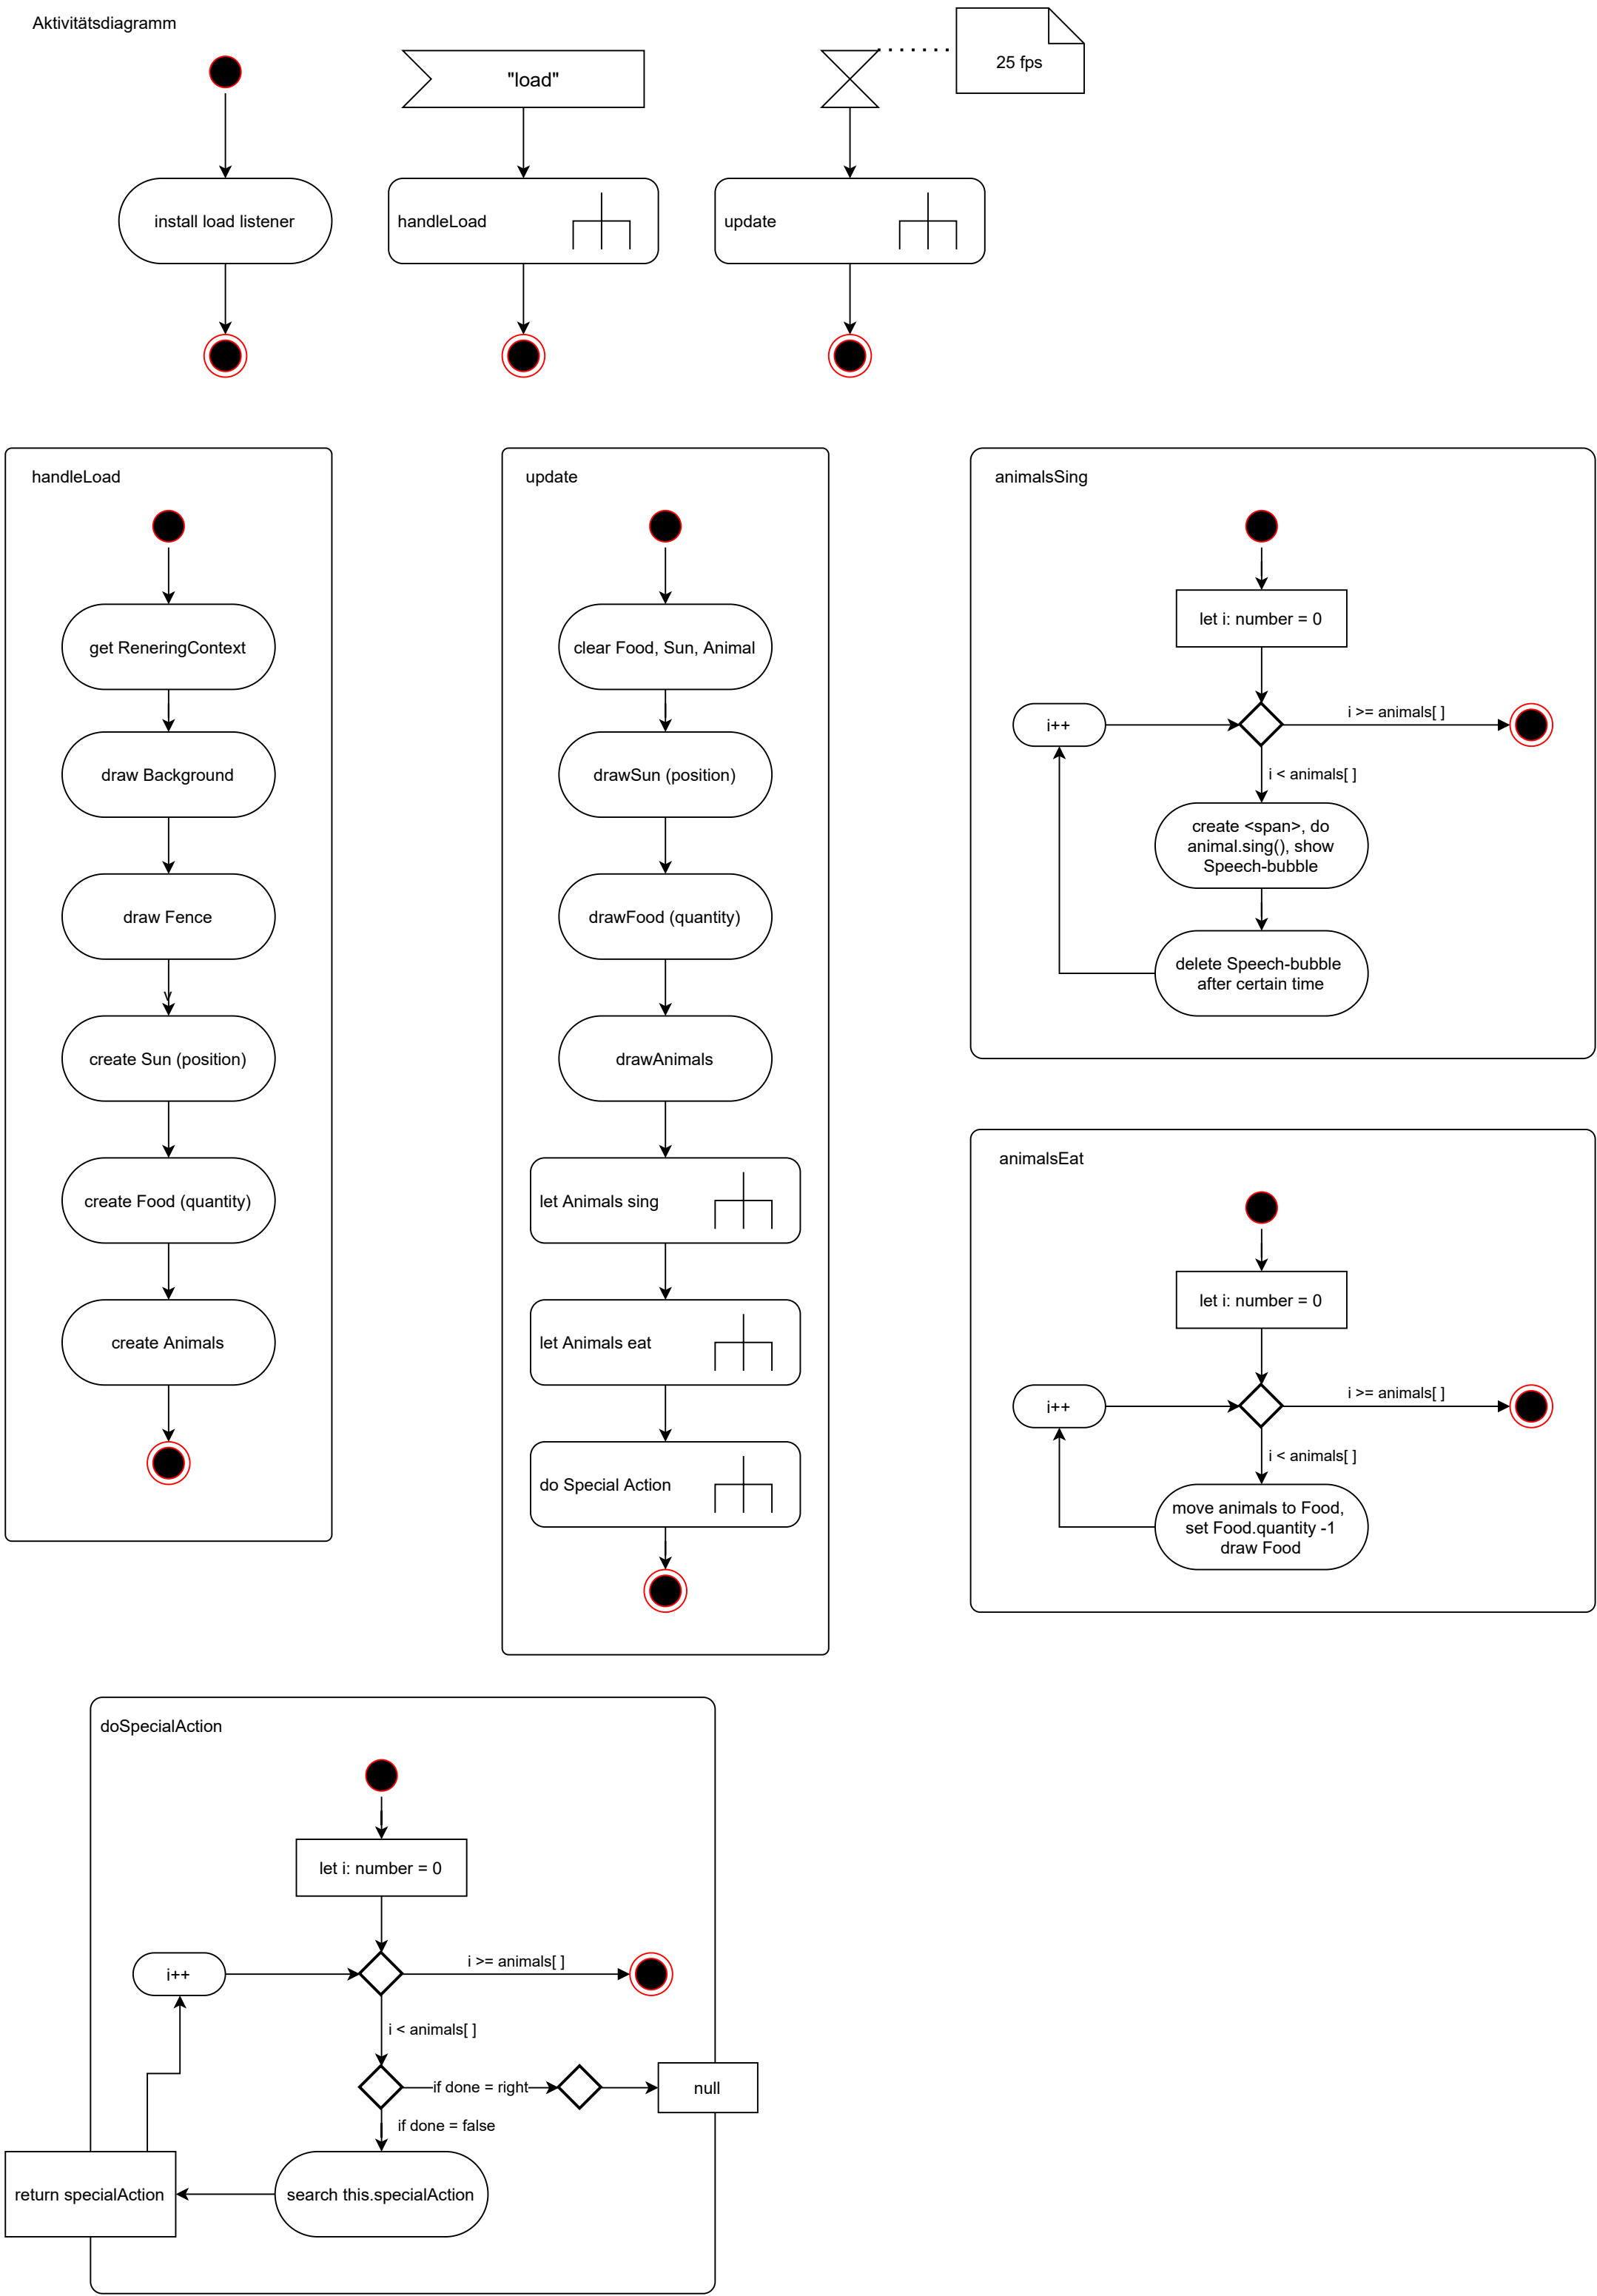 Aktivitätsdiagramm
"load"
25 fps
install load listener
handleLoad
update
handleLoad
get ReneringContext
draw Background
draw Fence
create Sun (position)
create Food (quantity)
create Animals
update
clear Food, Sun, Animal
drawSun (position)
drawFood (quantity)
drawAnimals
let Animals sing
let Animals eat
do Special Action
animalsSing
let i: number = 0
i++
i >= animals[ ]
i < animals[ ]
create <span>, do
animal.sing(), show
Speech-bubble
delete Speech-bubble
after certain time
animalsEat
let i: number = 0
i++
i >= animals[ ]
i < animals[ ]
move animals to Food,
set Food.quantity -1
draw Food
doSpecialAction
let i: number = 0
i++
i >= animals[ ]
i < animals[ ]
if done = right
null
if done = false
return specialAction
search this.specialAction